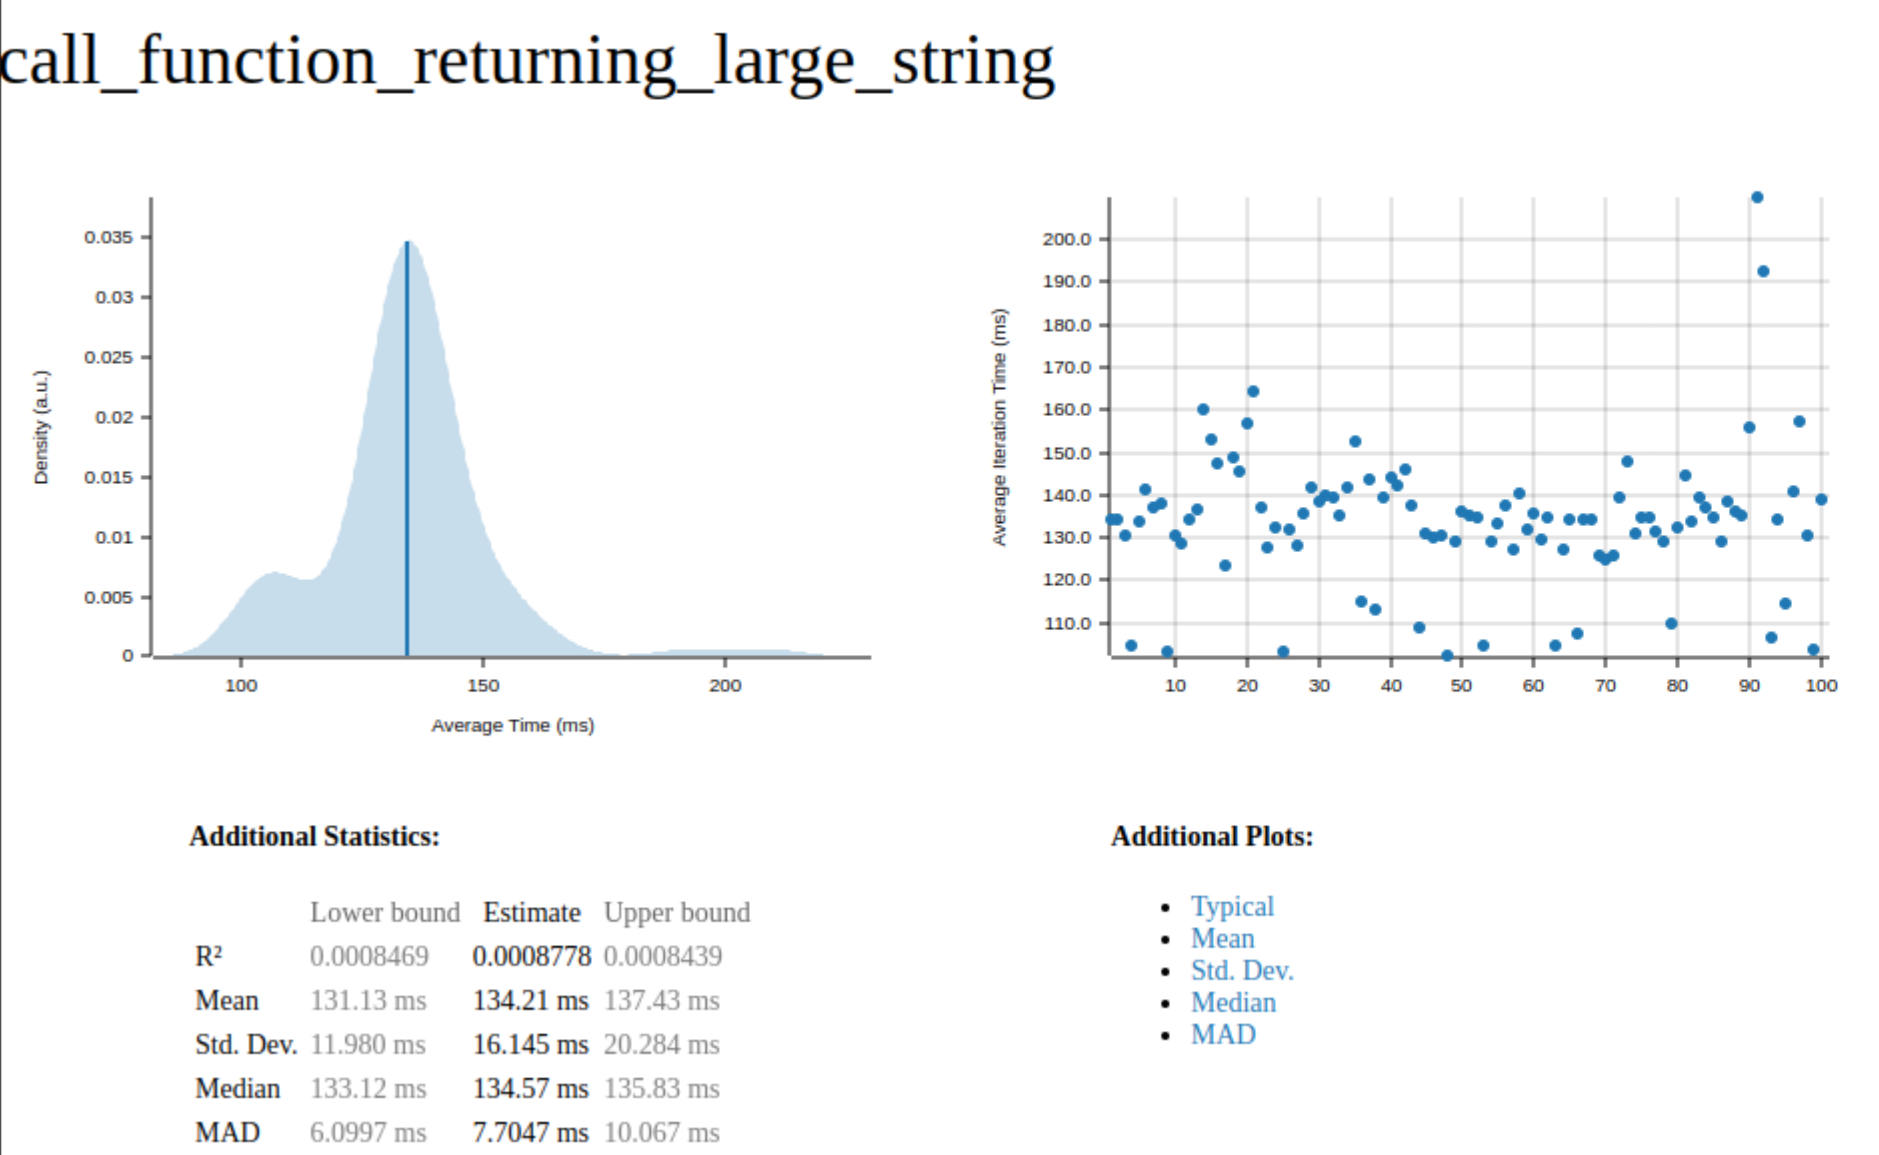 call_function_returning_large_string
0.035
0.03
0.025
0.02
0.015
0.01
0.005
0
Density (a.u.)
100 150 200
Average Time (ms)
200.0
190.0
180.0
170.0
160.0
150.0
140.0
130.0
120.0
110.0
Average Iteration Time (ms)
10 20 30 40 50 60 70 80 90 100
Additional Statistics:
Lower bound Estimate Upper bound
R² 0.0008469 0.0008778 0.0008439
Mean 131.13 ms 134.21 ms 137.43 ms
Std. Dev. 11.980 ms 16.145 ms 20.284 ms
Median 133.12 ms 134.57 ms 135.83 ms
MAD 6.0997 ms 7.7047 ms 10.067 ms
Additional Plots:
• Typical
• Mean
• Std. Dev.
• Median
• MAD